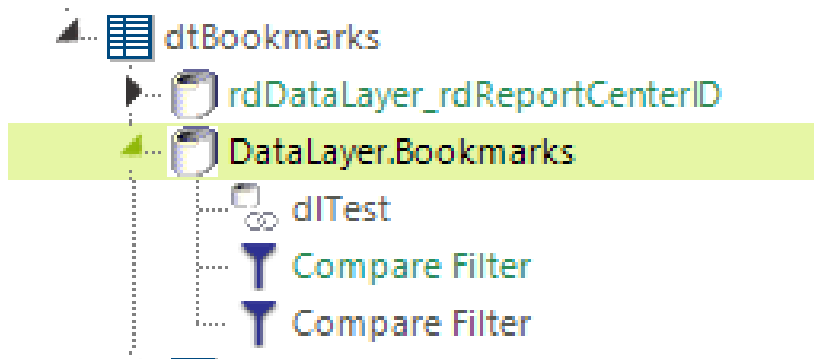 dtBookmarks
rdDataLayer_rdReportCenterID
DataLayer.Bookmarks
dlTest
Compare Filter
Compare Filter